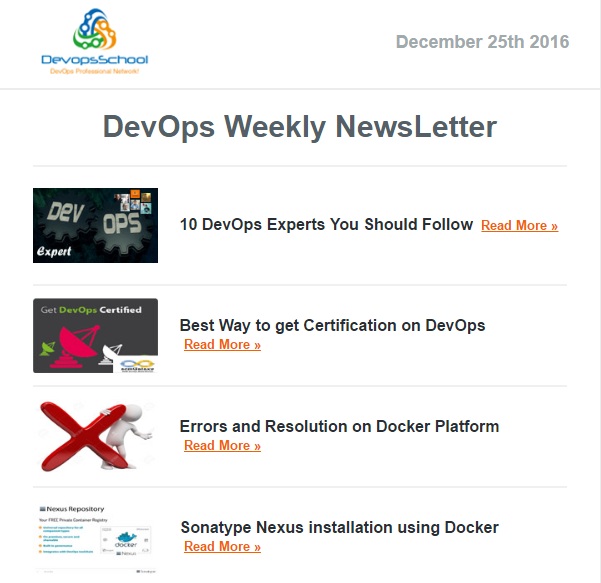 DevopsSchool
DevOps Professional Network!
December 25th 2016
DevOps Weekly NewsLetter
DEV
OPS
Expert
10 DevOps Experts You Should Follow Read More »
Get DevOps Certified
Best Way to get Certification on DevOps
Read More »
Errors and Resolution on Docker Platform
Read More »
Nexus Repository
Your FREE Private Container Registry
docker
Nexus
Sonatype Nexus installation using Docker
Read More »